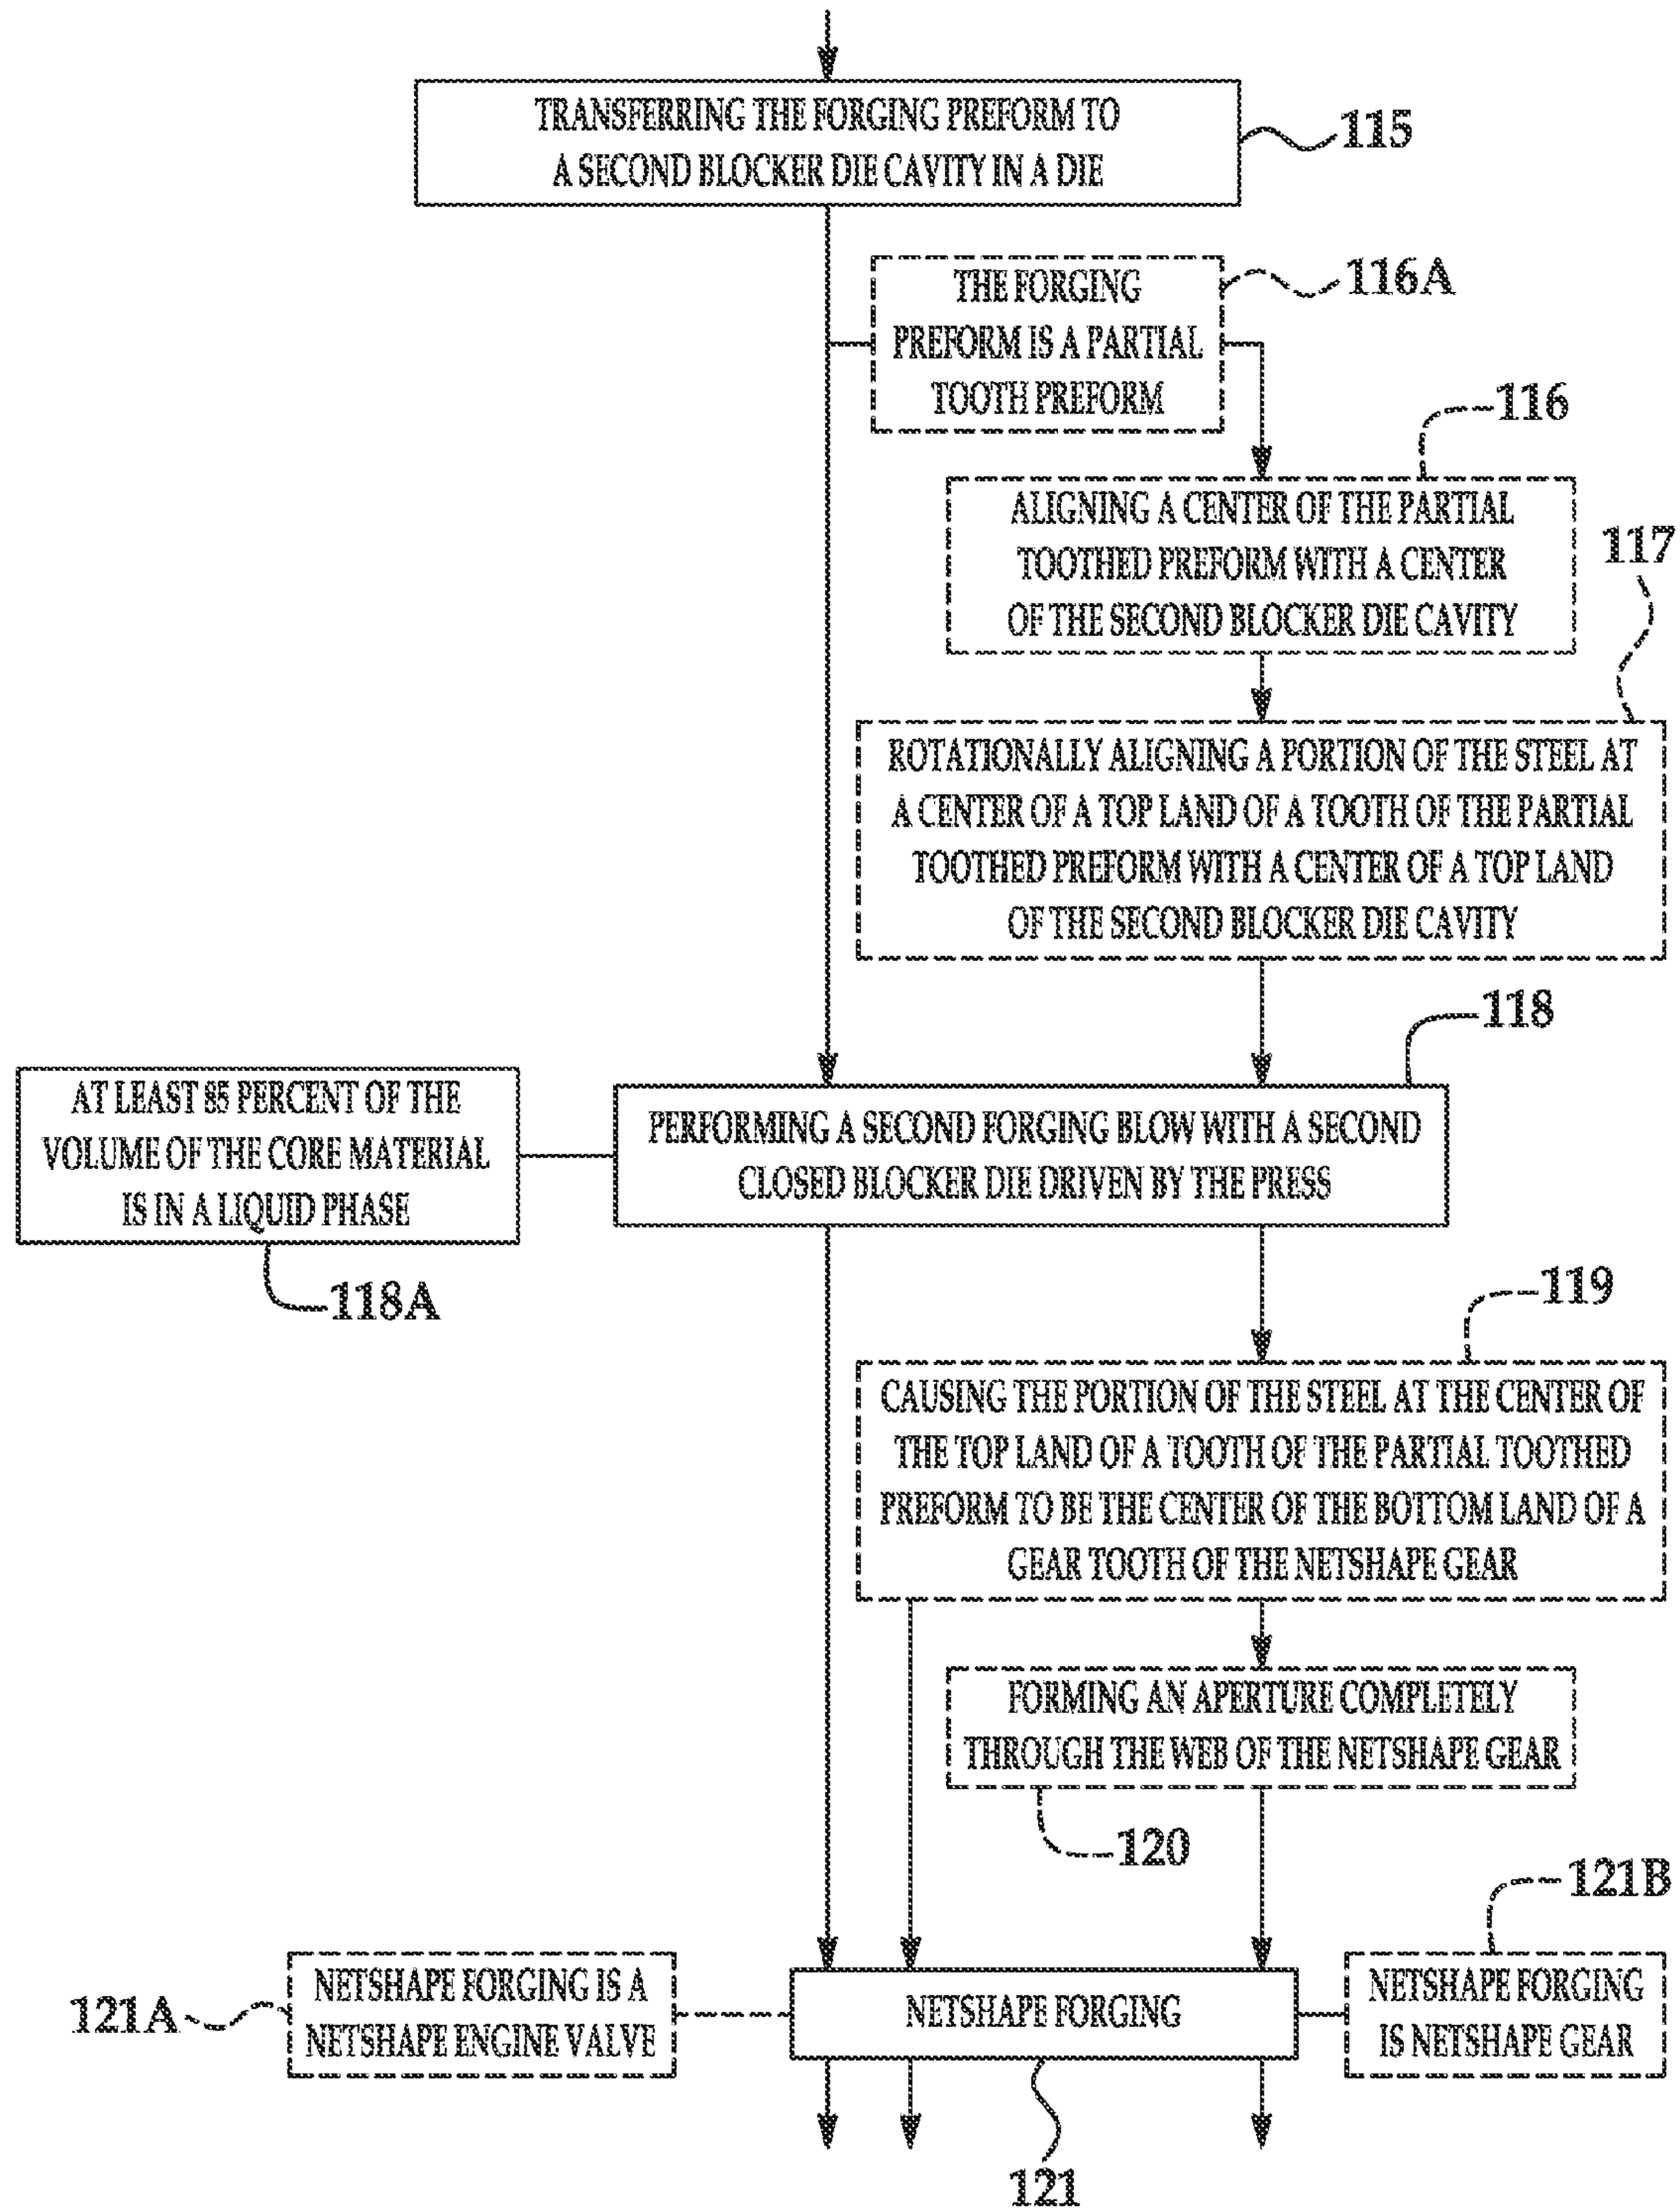 TRANSFERRING THE FORGING PREFORM TO
A SECOND BLOCKER DIE CAVITY IN A DIE
115
THE FORGING
PREFORM IS A PARTIAL
TOOTH PREFORM
116A
116
ALIGNING A CENTER OF THE PARTIAL
TOOTHED PREFORM WITH A CENTER
OF THE SECOND BLOCKER DIE CAVITY
117
ROTATIONALLY ALIGNING A PORTION OF THE STEEL AT
A CENTER OF A TOP LAND OF A TOOTH OF THE PARTIAL
TOOTHED PREFORM WITH A CENTER OF A TOP LAND
OF THE SECOND BLOCKER DIE CAVITY
118
AT LEAST 85 PERCENT OF THE
VOLUME OF THE CORE MATERIAL
IS IN A LIQUID PHASE
118A
PERFORMING A SECOND FORGING BLOW WITH A SECOND
CLOSED BLOCKER DIE DRIVEN BY THE PRESS
119
CAUSING THE PORTION OF THE STEEL AT THE CENTER OF
THE TOP LAND OF A TOOTH OF THE PARTIAL TOOTHED
PREFORM TO BE THE CENTER OF THE BOTTOM LAND OF A
GEAR TOOTH OF THE NETSHAPE GEAR
FORMING AN APERTURE COMPLETELY
THROUGH THE WEB OF THE NETSHAPE GEAR
120
121B
121A
NETSHAPE FORGING IS A
NETSHAPE ENGINE VALVE
NETSHAPE FORGING
NETSHAPE FORGING
IS NETSHAPE GEAR
121